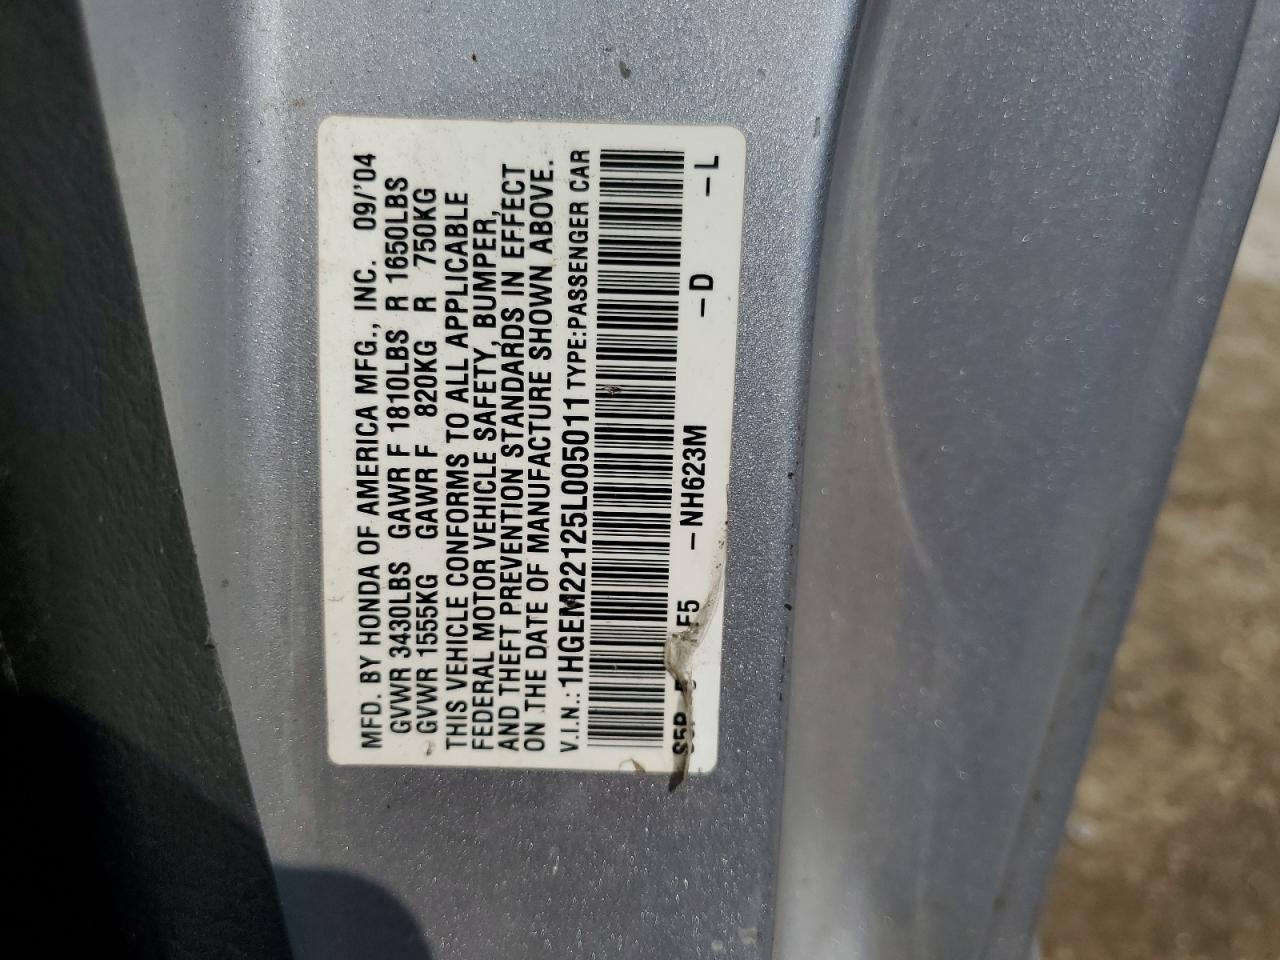 MFD. BY HONDA OF AMERICA MFG., INC. 09/'04
GVWR 3430LBS GAWR F 1810LBS R 1650LBS
GVWR 1555KG GAWR F 820KG R 750KG
THIS VEHICLE CONFORMS TO ALL APPLICABLE
FEDERAL MOTOR VEHICLE SAFETY, BUMPER,
AND THEFT PREVENTION STANDARDS IN EFFECT
ON THE DATE OF MANUFACTURE SHOWN ABOVE.
V.I.N.: 1HGEM22125L005011 TYPE:PASSENGER CAR
F5 – NH623M – D – L